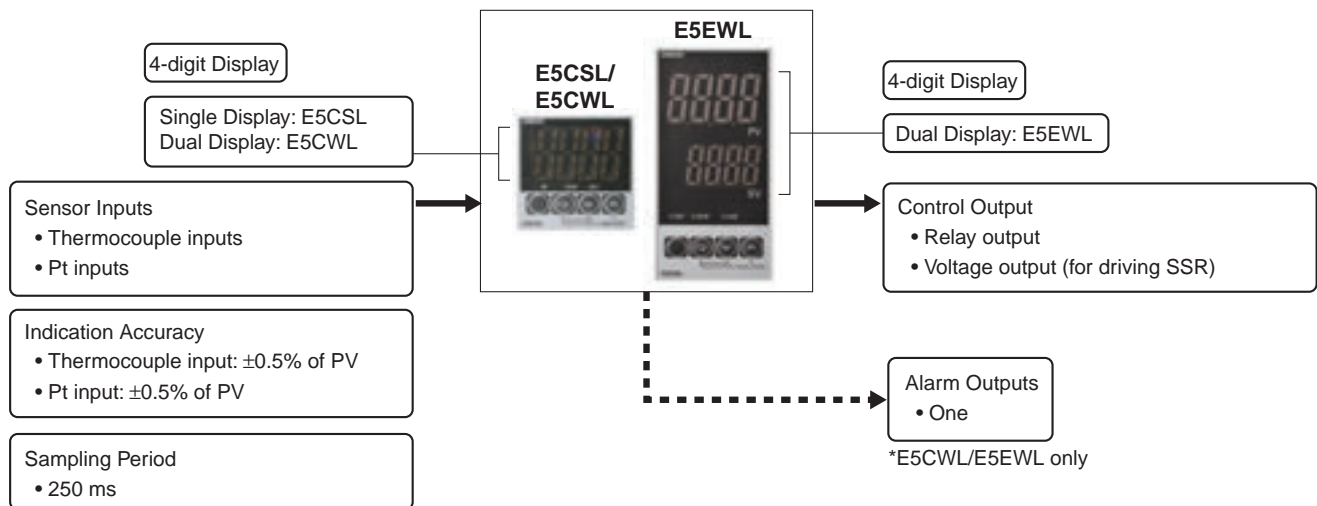 E5EWL
4-digit Display
E5CSL/
E5CWL
4-digit Display
Single Display: E5CSL
Dual Display: E5CWL
PV
Dual Display: E5EWL
SV
Sensor Inputs
• Thermocouple inputs
• Pt inputs
Control Output
• Relay output
• Voltage output (for driving SSR)
Indication Accuracy
• Thermocouple input: ±0.5% of PV
• Pt input: ±0.5% of PV
Alarm Outputs
• One
*E5CWL/E5EWL only
Sampling Period
• 250 ms